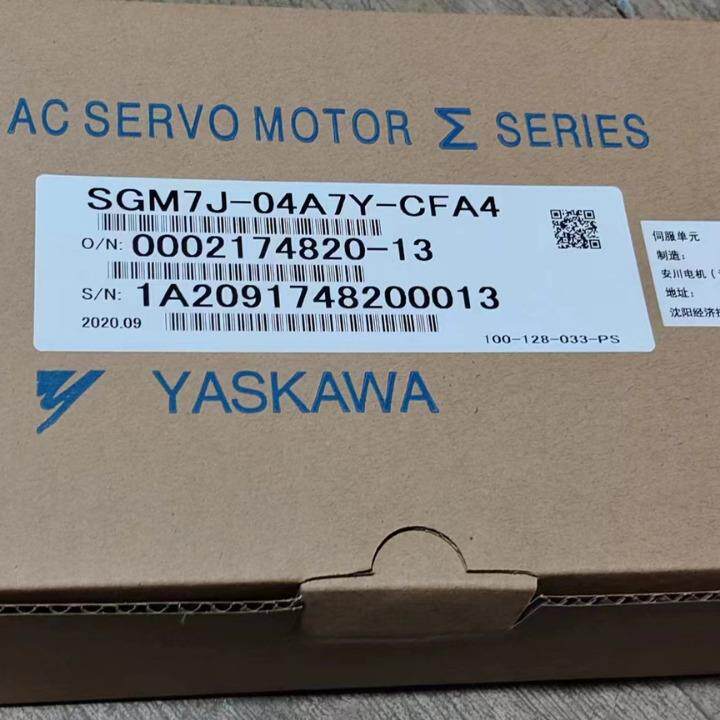 AC SERVO MOTOR Σ SERIES
SGM7J-04A7Y-CFA4
O/N: 0002174820-13
S/N: 1A2091748200013
2020.09
100-128-033-PS
伺服单元
制造:
安川电机(
地址:
沈阳经济
YASKAWA